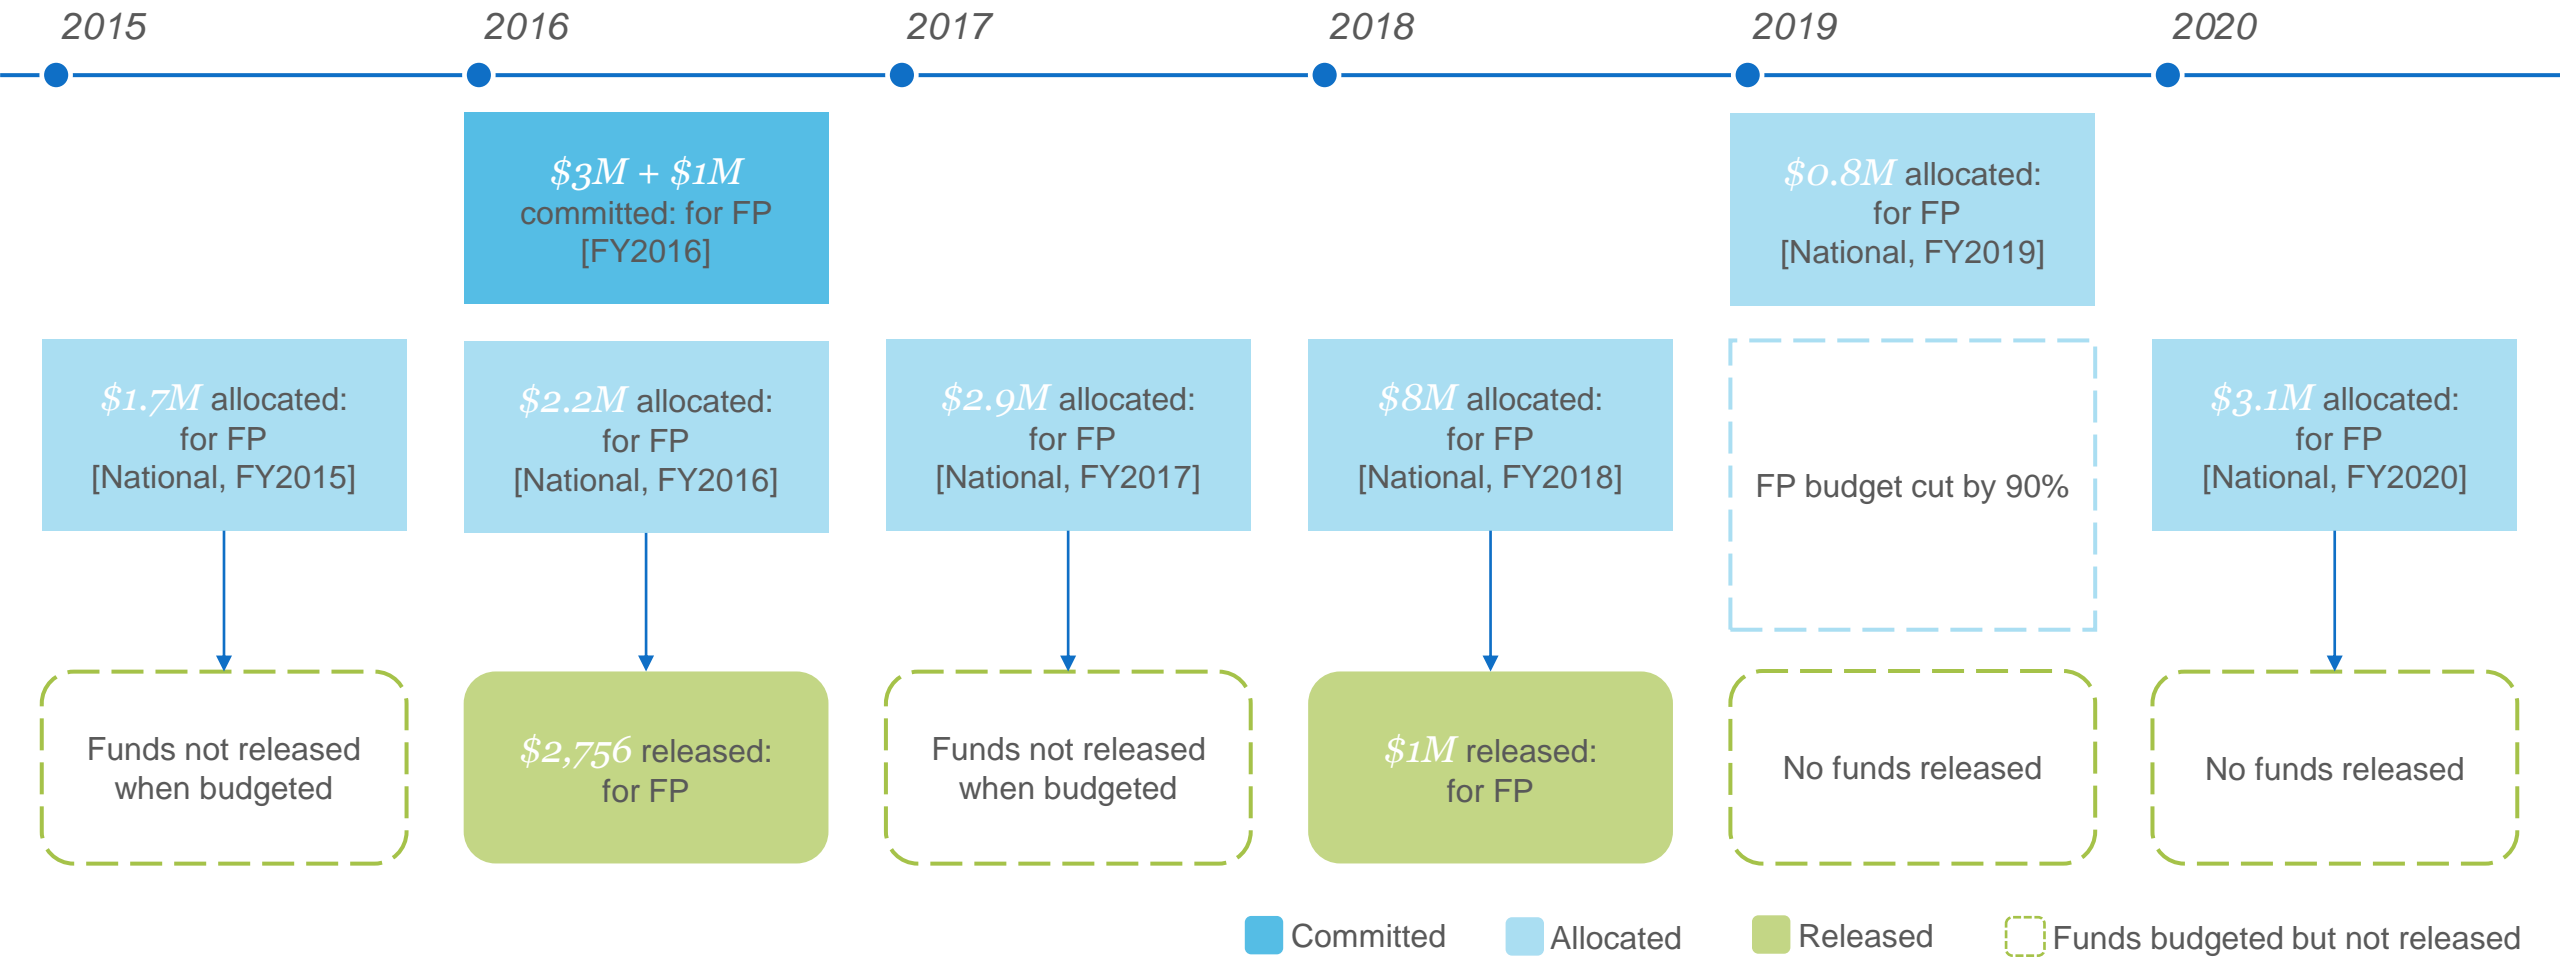 2015
2016
2017
2018
2019
2020
$3M + $1M
committed: for FP
[FY2016]
$0.8M allocated:
for FP
[National, FY2019]
$1.7M allocated:
for FP
[National, FY2015]
$2.2M allocated:
for FP
[National, FY2016]
$2.9M allocated:
for FP
[National, FY2017]
$8M allocated:
for FP
[National, FY2018]
FP budget cut by 90%
$3.1M allocated:
for FP
[National, FY2020]
Funds not released
when budgeted
$2,756 released:
for FP
Funds not released
when budgeted
$1M released:
for FP
No funds released
No funds released
Committed
Allocated
Released
Funds budgeted but not released